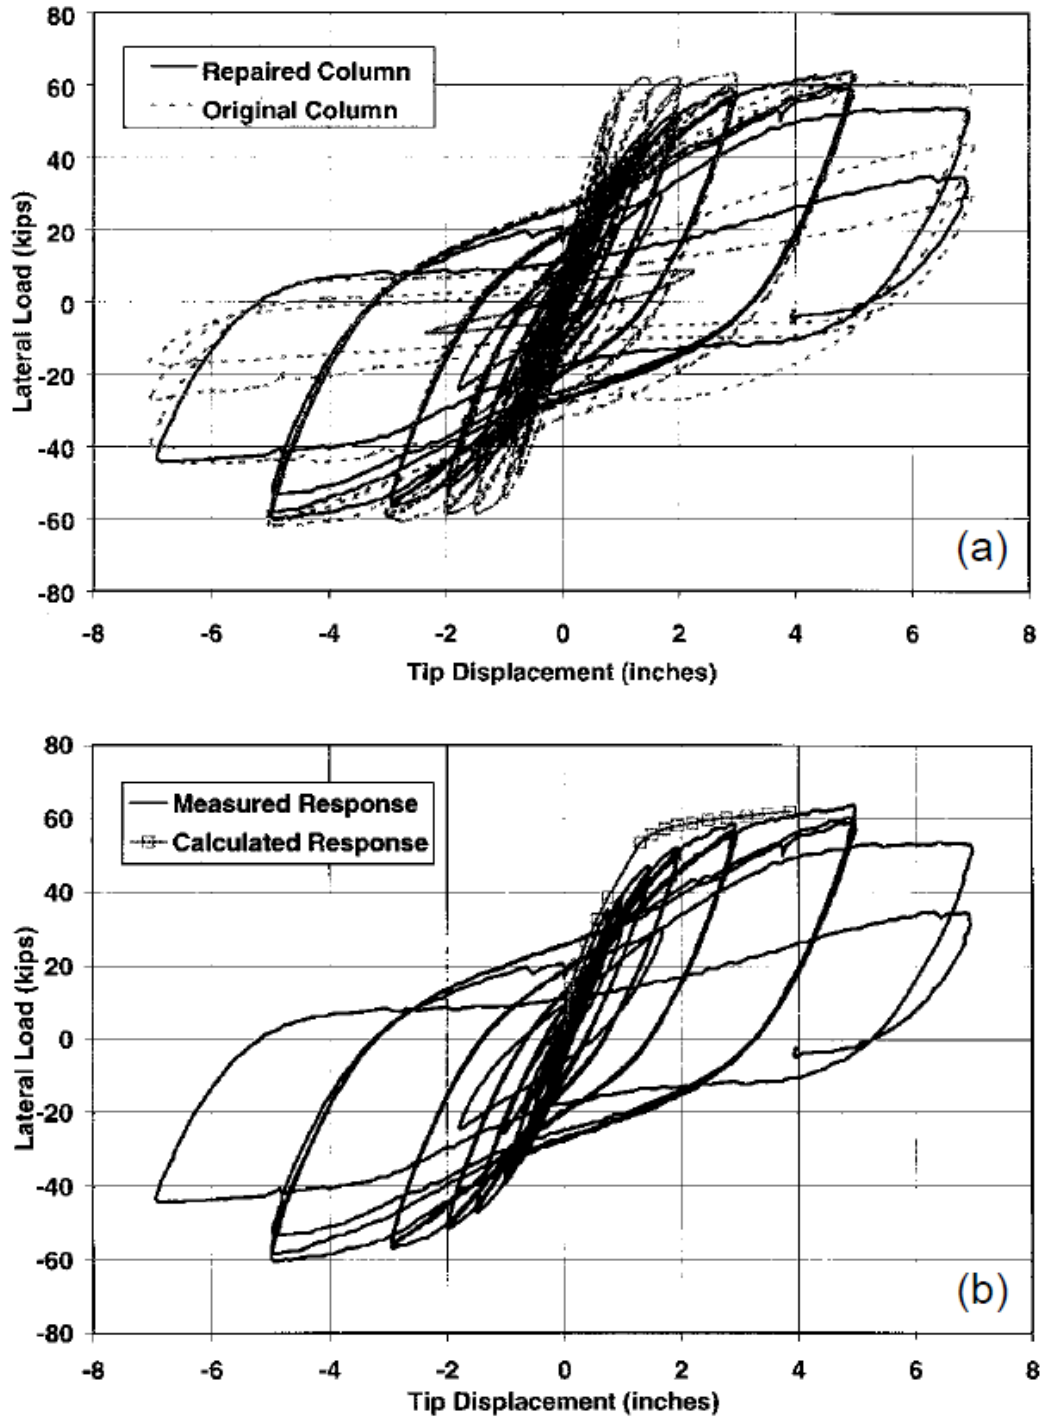 80
60
40
20
0
-20
-40
-60
-80
Lateral Load (kips)
Repaired Column
Original Column
(a)
-8 -6 -4 -2 0 2 4 6 8
Tip Displacement (inches)
80
60
40
20
0
-20
-40
-60
-80
Lateral Load (kips)
Measured Response
Calculated Response
(b)
-8 -6 -4 -2 0 2 4 6 8
Tip Displacement (inches)